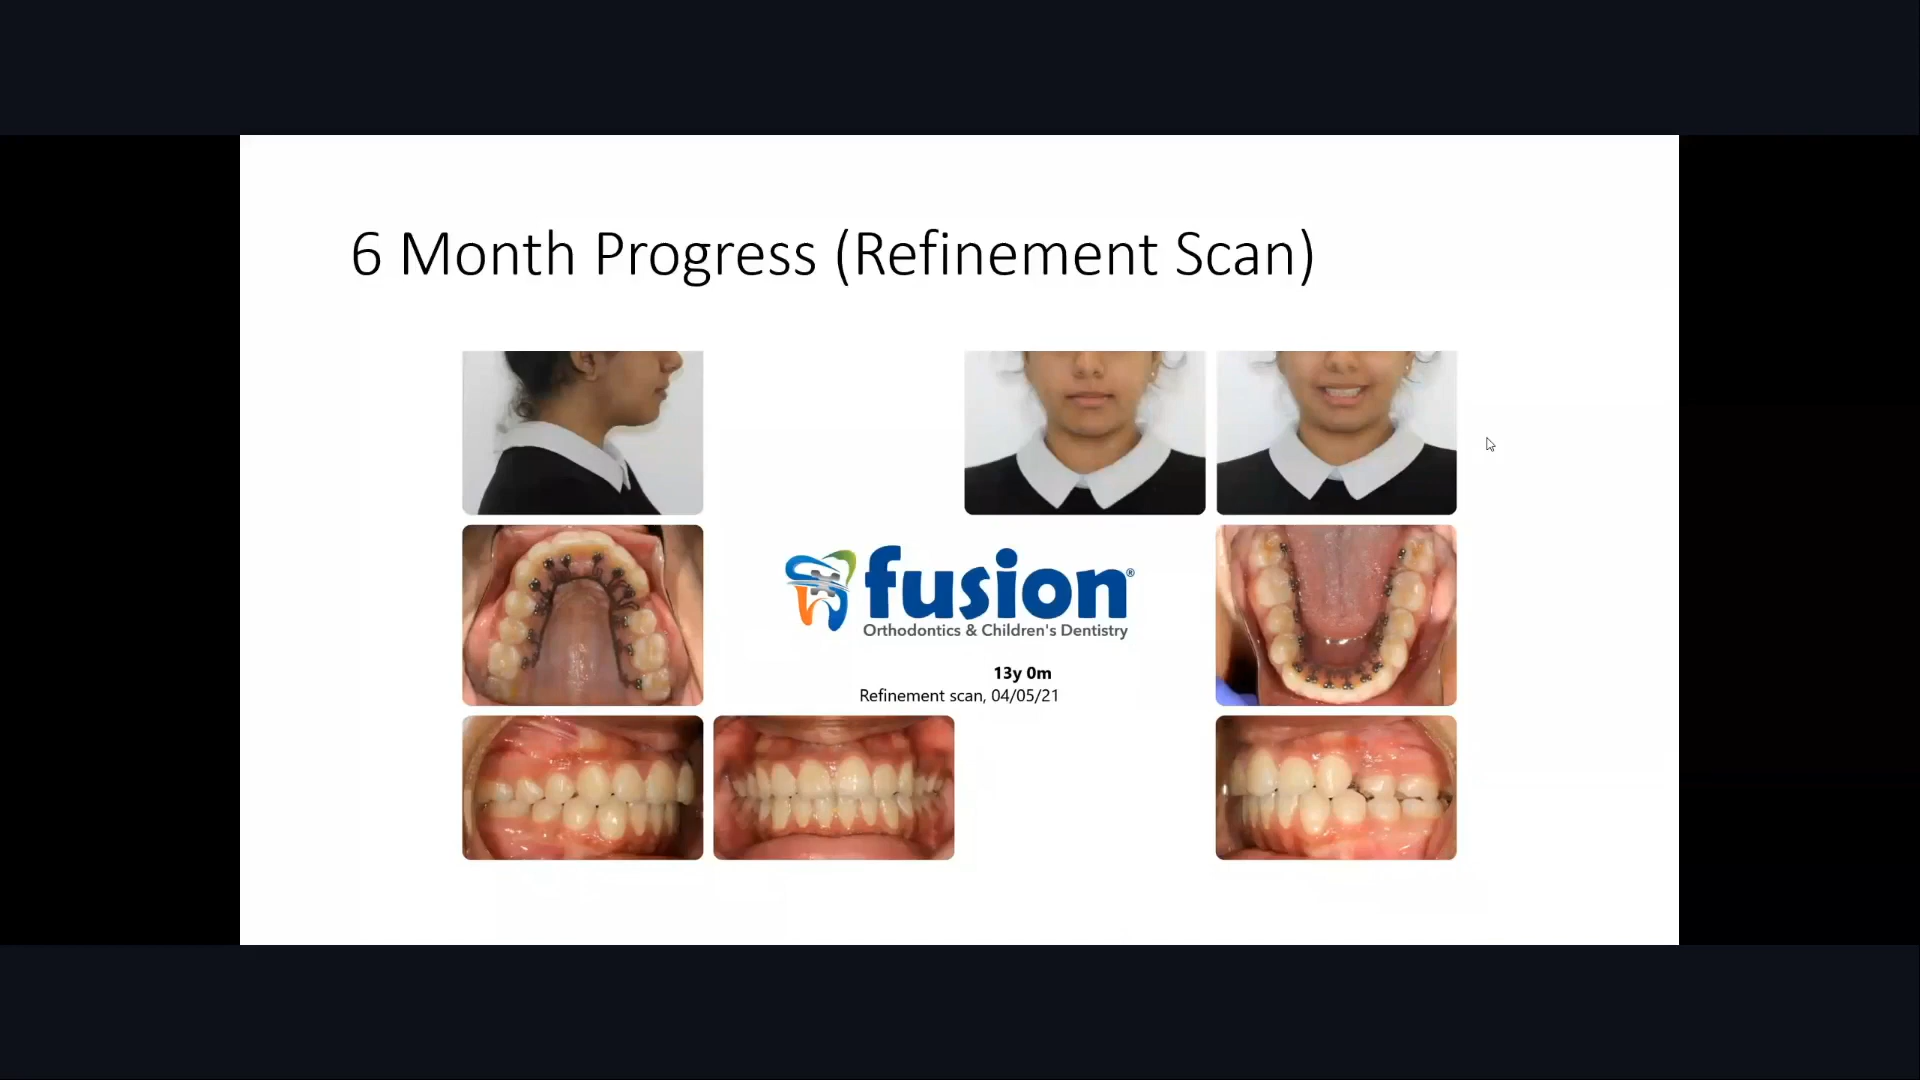 6 Month Progress (Refinement Scan)
fusion®
Orthodontics & Children's Dentistry
13y 0m
Refinement scan, 04/05/21